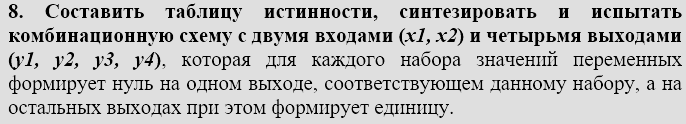 8. Составить таблицу истинности, синтезировать и испытать
комбинационную схему с двумя входами (x1, x2) и четырьмя выходами
(y1, y2, y3, y4), которая для каждого набора значений переменных
формирует нуль на одном выходе, соответствующем данному набору, а на
остальных выходах при этом формирует единицу.